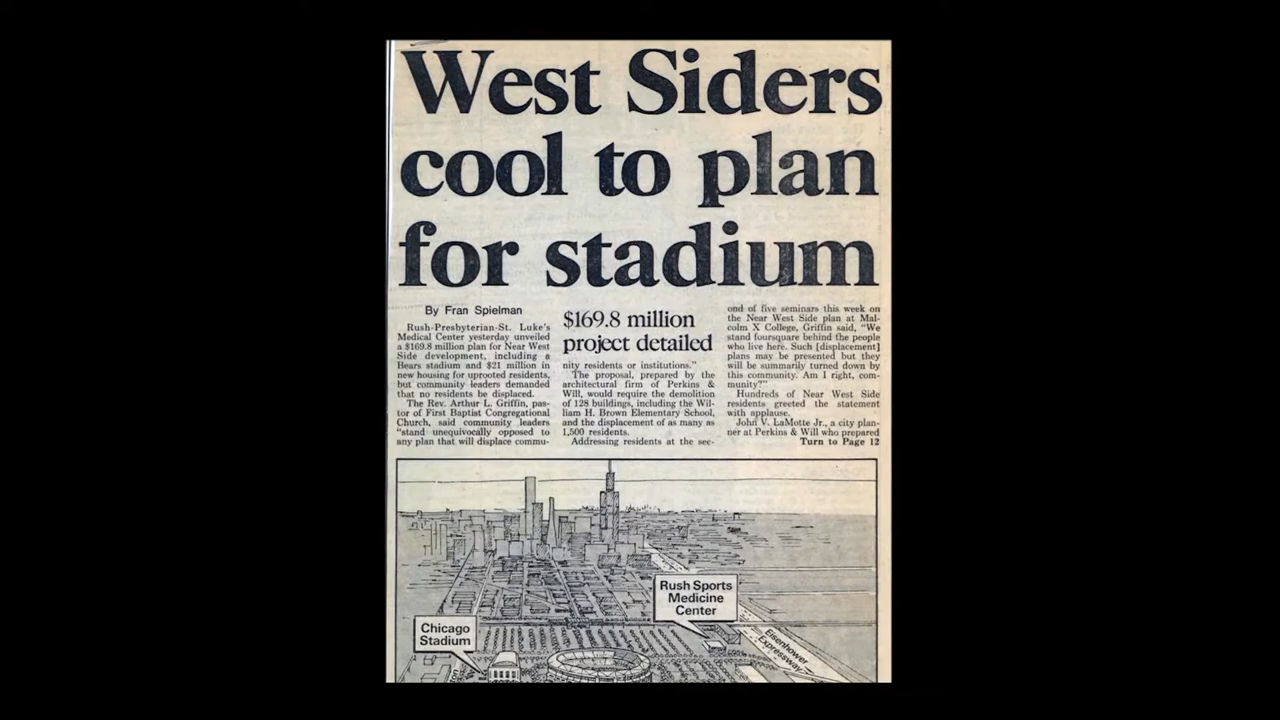 West Siders
cool to plan
for stadium
By Fran Spielman
Rush-Presbyterian-St. Luke's
Medical Center yesterday unveiled
a $169.8 million plan for Near West
Side development, including a
Bears stadium and $21 million in
new housing for uprooted residents,
but community leaders demanded
that no residents be displaced.
The Rev. Arthur L. Griffin, pas-
tor of First Baptist Congregational
Church, said community leaders
"stand unequivocally opposed to
any plan that will displace commu-
$169.8 million
project detailed
nity residents or institutions."
The proposal, prepared by the
architectural firm of Perkins &
Will, would require the demolition
of 128 buildings, including the Wil-
liam H. Brown Elementary School,
and the displacement of as many as
1,500 residents.
Addressing residents at the sec-
ond of five seminars this week on
the Near West Side plan at Mal-
colm X College, Griffin said, "We
stand foursquare behind the people
who live here. Such [displacement]
plans may be presented but they
will be summarily turned down by
this community. Am I right, com-
munity?"
Hundreds of Near West Side
residents greeted the statement
with applause.
John V. LaMotte Jr., a city plan-
ner at Perkins & Will who prepared
Turn to Page 12
Rush Sports
Medicine
Center
Chicago
Stadium
Eisenhower
Expressway